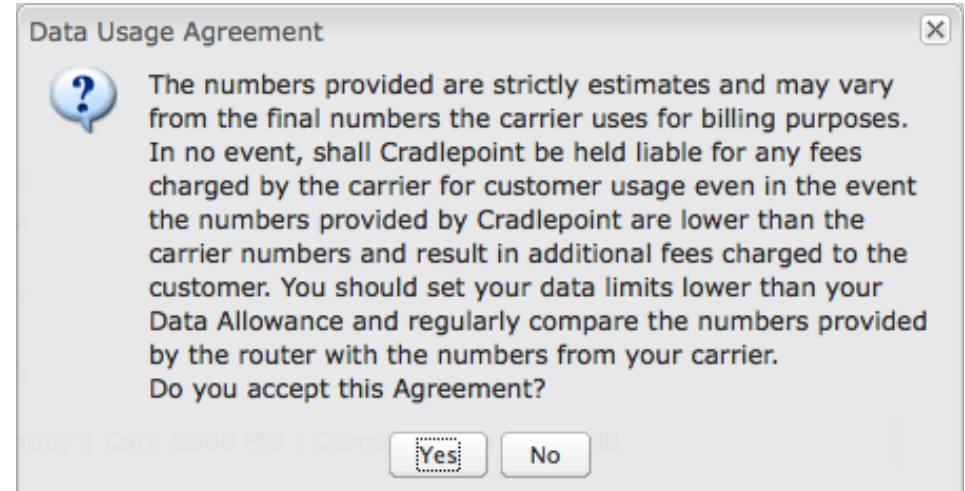 Data Usage Agreement
The numbers provided are strictly estimates and may vary
from the final numbers the carrier uses for billing purposes.
In no event, shall Cradlepoint be held liable for any fees
charged by the carrier for customer usage even in the event
the numbers provided by Cradlepoint are lower than the
carrier numbers and result in additional fees charged to the
customer. You should set your data limits lower than your
Data Allowance and regularly compare the numbers provided
by the router with the numbers from your carrier.
Do you accept this Agreement?
| Cap: 5000 MB | MB
Yes No